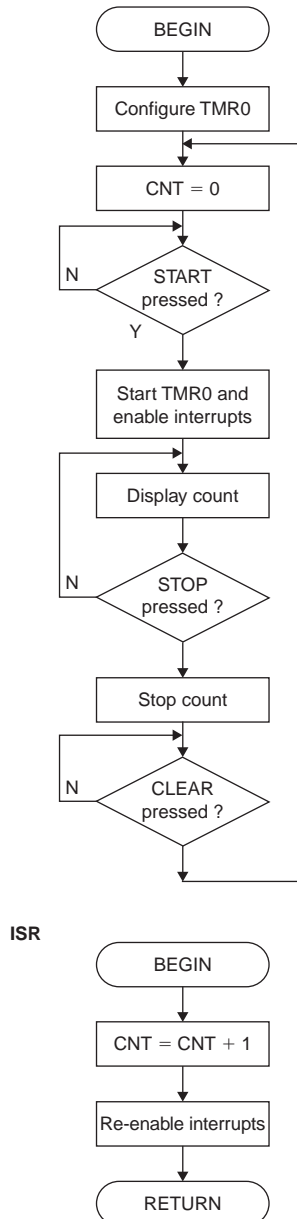 BEGIN
Configure TMR0
CNT = 0
N
START
pressed ?
Y
Start TMR0 and
enable interrupts
Display count
N
STOP
pressed ?
Stop count
N
CLEAR
pressed ?
ISR
BEGIN
CNT = CNT + 1
Re-enable interrupts
RETURN